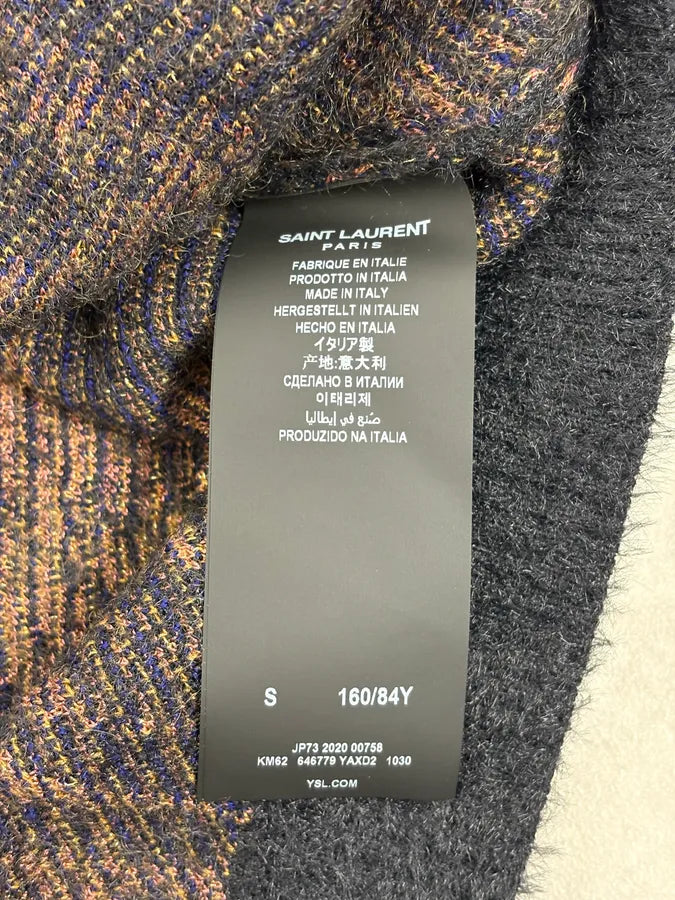 SAINT LAURENT
PARIS
FABRIQUE EN ITALIE
PRODOTTO IN ITALIA
MADE IN ITALY
HERGESTELLT IN ITALIEN
HECHO EN ITALIA
イタリア製
产地:意大利
СДЕЛАНО В ИТАЛИИ
이태리제
صُنع في إيطاليا
PRODUZIDO NA ITALIA
S 160/84Y
JP73 2020 00758
KM62 646779 YAXD2 1030
YSL.COM